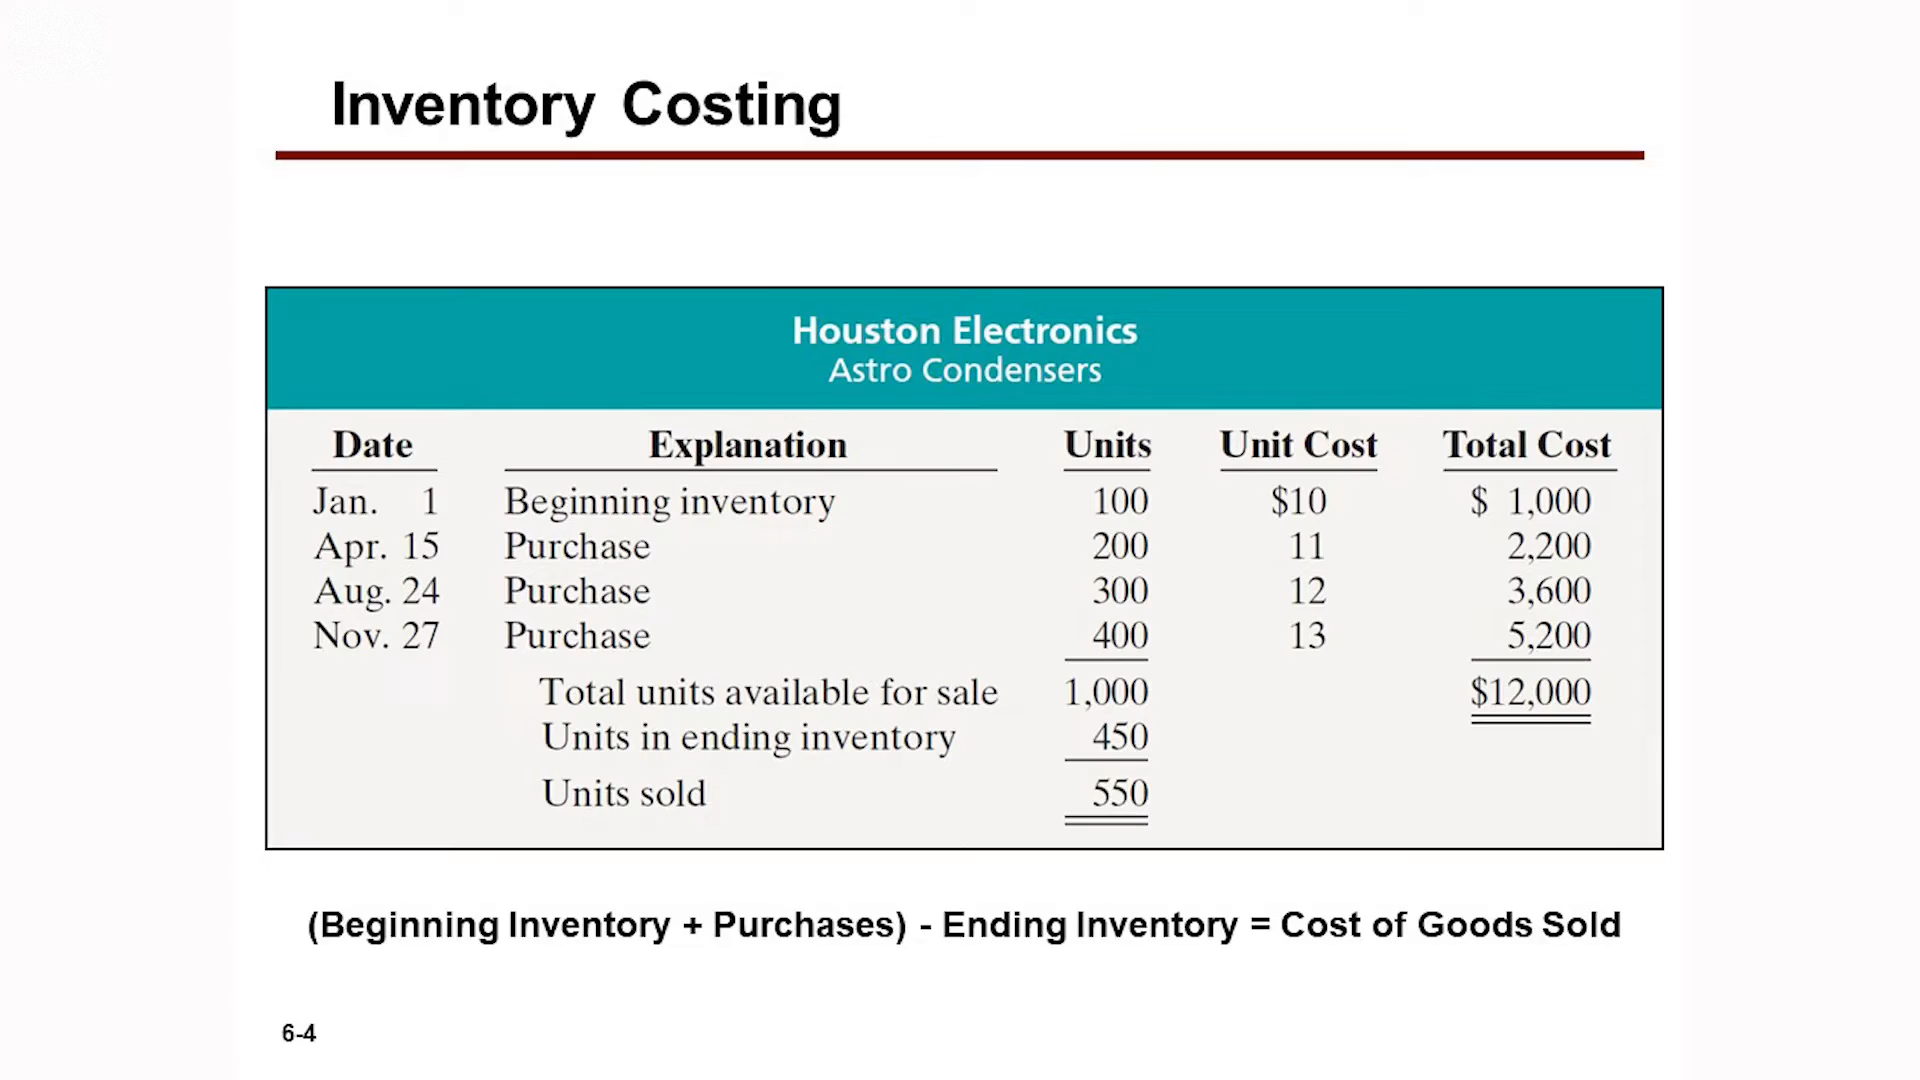 Inventory Costing
Houston Electronics
Astro Condensers
Date Explanation Units Unit Cost Total Cost
Jan. 1 Beginning inventory 100 $10 $ 1,000
Apr. 15 Purchase 200 11 2,200
Aug. 24 Purchase 300 12 3,600
Nov. 27 Purchase 400 13 5,200
Total units available for sale 1,000 $12,000
Units in ending inventory 450
Units sold 550
(Beginning Inventory + Purchases) - Ending Inventory = Cost of Goods Sold
6-4